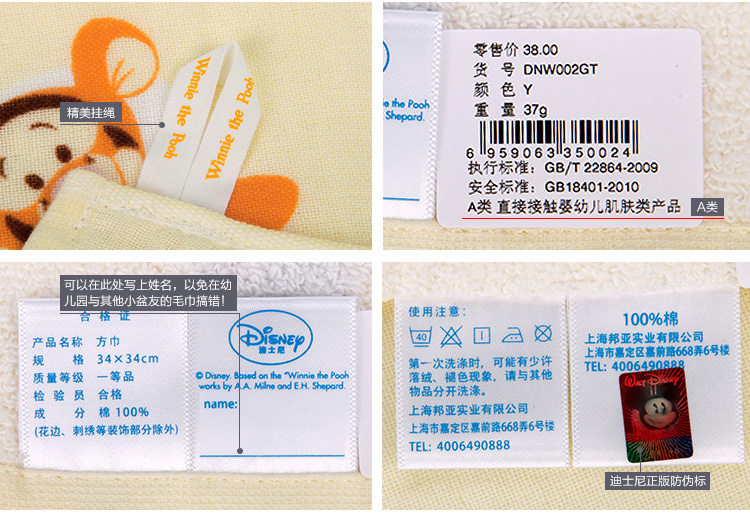 精美挂绳
Winnie the Pooh
Winnie the Pooh
nie the Pooh
Shepard.
零售价 38.00
货 号 DNW002GT
颜 色 Y
重 量 37g
6 959063 350024
执行标准: GB/T 22864-2009
安全标准: GB18401-2010
A类 直接接触婴幼儿肌肤类产品
A类
可以在此处写上姓名，以免在幼
儿园与其他小盆友的毛巾搞错！
合 格 证
产品名称: 方巾
规 格: 34×34cm
质量等级: 一等品
检 验 员: 合格
成 分: 棉 100%
(花边、刺绣等装饰部分除外)
Disney
迪士尼
© Disney. Based on the "Winnie the Pooh"
works by A.A. Milne and E.H. Shepard.
name:
使用注意:
40
第一次洗涤时，可能有少许
落绒、褪色现象，请与其他
物品分开洗涤。
上海邦亚实业有限公司
上海市嘉定区嘉前路668弄6号
TEL: 4006490888
100%棉
上海邦亚实业有限公司
上海市嘉定区嘉前路668弄6号
TEL: 4006490888
WALT DISNEY
迪士尼正版防伪标